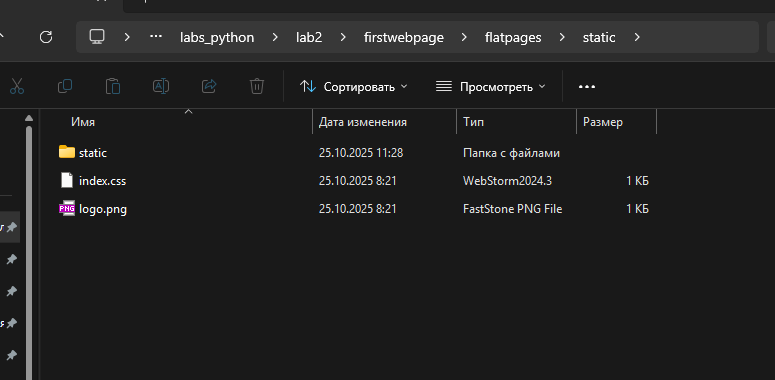 labs_python > lab2 > firstwebpage > flatpages > static >
Сортировать Просмотреть
Имя Дата изменения Тип Размер
static 25.10.2025 11:28 Папка с файлами
index.css 25.10.2025 8:21 WebStorm2024.3 1 КБ
PNG logo.png 25.10.2025 8:21 FastStone PNG File 1 КБ